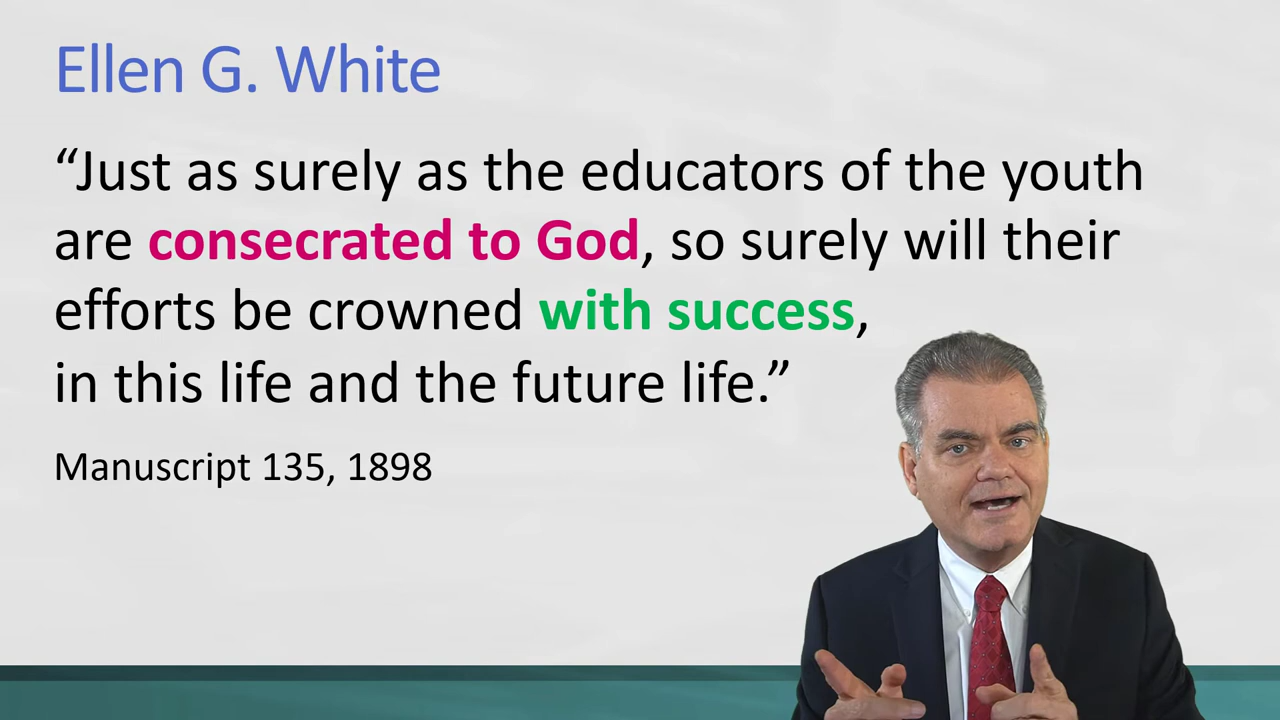 Ellen G. White
“Just as surely as the educators of the youth
are consecrated to God, so surely will their
efforts be crowned with success,
in this life and the future life.”
Manuscript 135, 1898